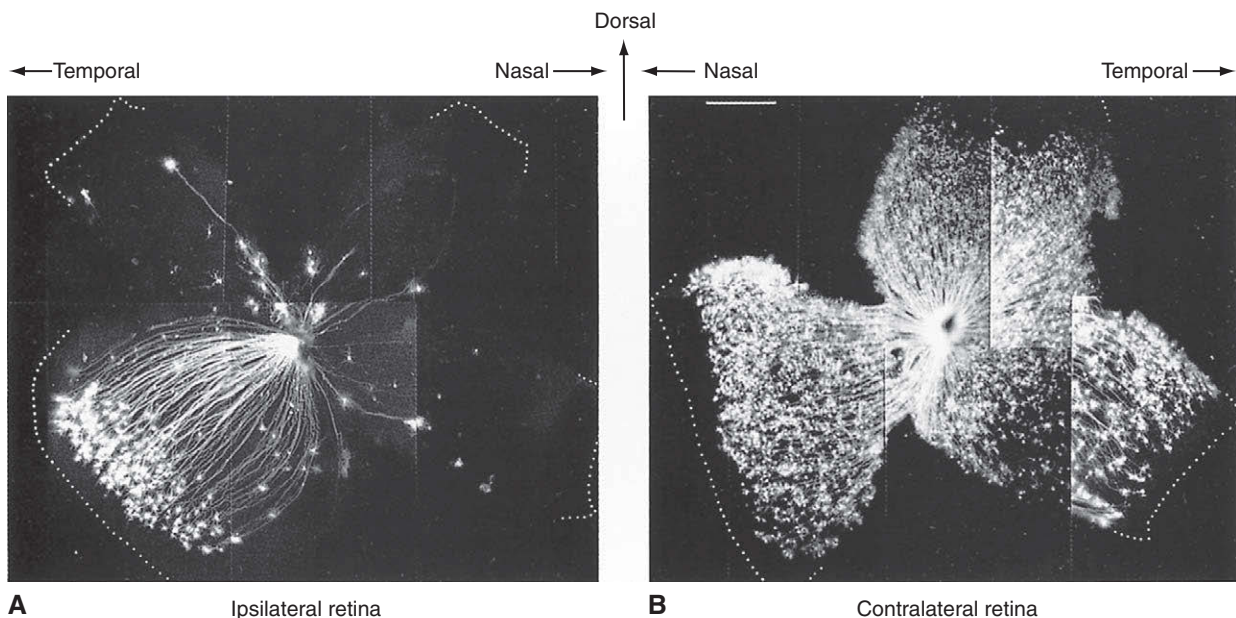 Dorsal
Temporal Nasal
Nasal Temporal
A Ipsilateral retina
B Contralateral retina